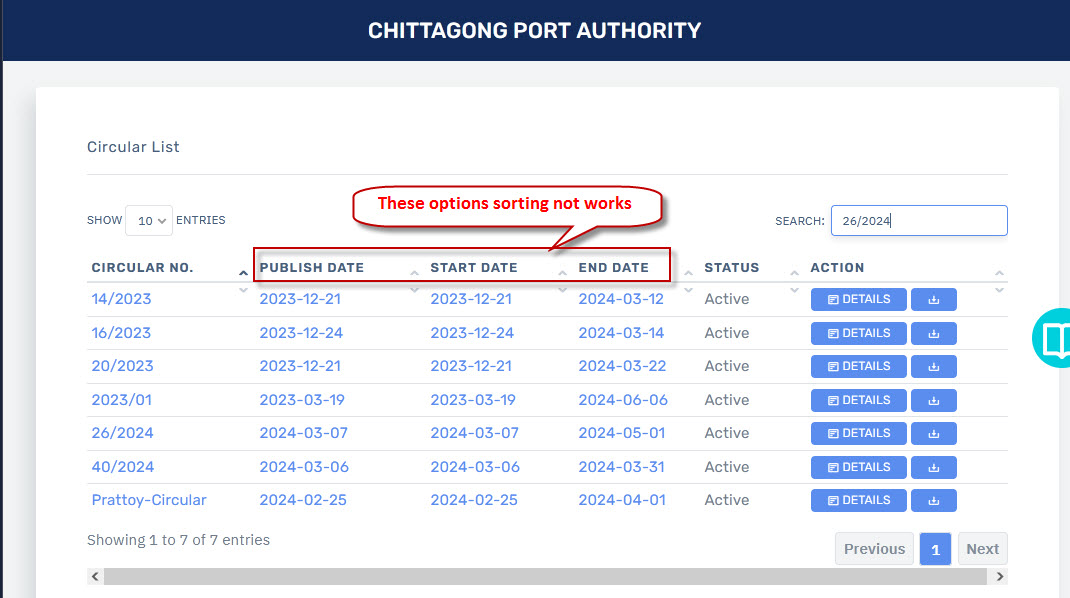 CHITTAGONG PORT AUTHORITY
Circular List
These options sorting not works
SHOW 10 ENTRIES
SEARCH: 26/2024
CIRCULAR NO. PUBLISH DATE START DATE END DATE STATUS ACTION
14/2023 2023-12-21 2023-12-21 2024-03-12 Active DETAILS
16/2023 2023-12-24 2023-12-24 2024-03-14 Active DETAILS
20/2023 2023-12-21 2023-12-21 2024-03-22 Active DETAILS
2023/01 2023-03-19 2023-03-19 2024-06-06 Active DETAILS
26/2024 2024-03-07 2024-03-07 2024-05-01 Active DETAILS
40/2024 2024-03-06 2024-03-06 2024-03-31 Active DETAILS
Prattoy-Circular 2024-02-25 2024-02-25 2024-04-01 Active DETAILS
Showing 1 to 7 of 7 entries
Previous 1 Next